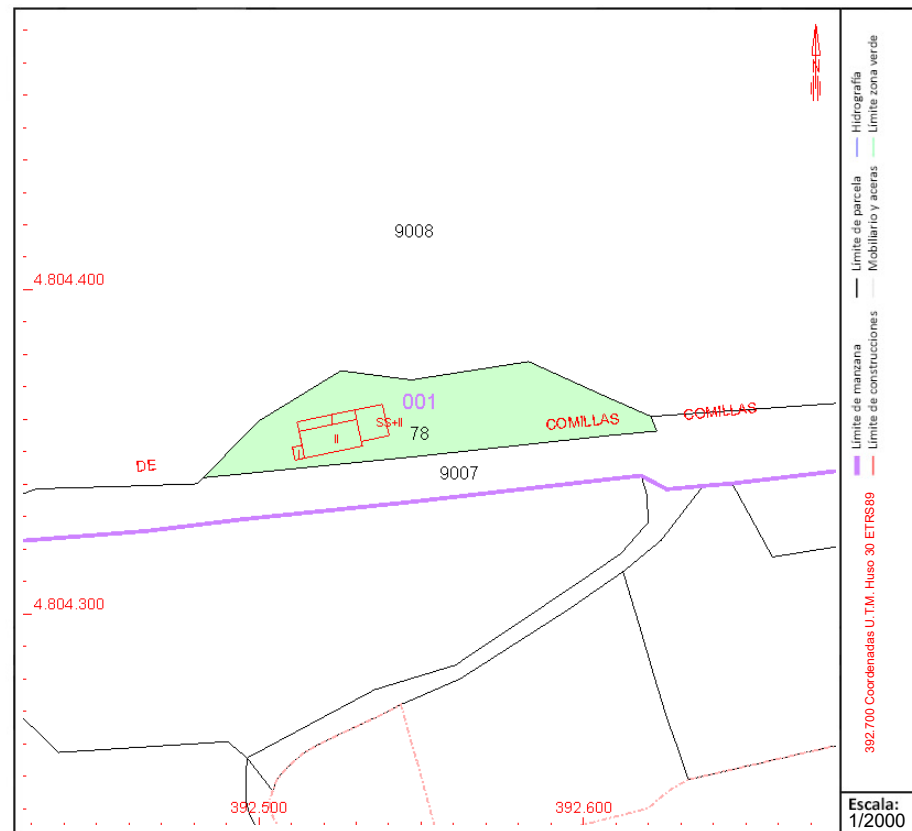 N
9008
4.804.400
001
SS+II
II
I
78
COMILLAS
COMILLAS
DE
9007
4.804.300
392.500
392.600
Límite de manzana
Límite de construcciones
Límite de parcela
Mobiliario y aceras
Hidrografía
Límite zona verde
392.700 Coordenadas U.T.M. Huso 30 ETRS89
Escala:
1/2000